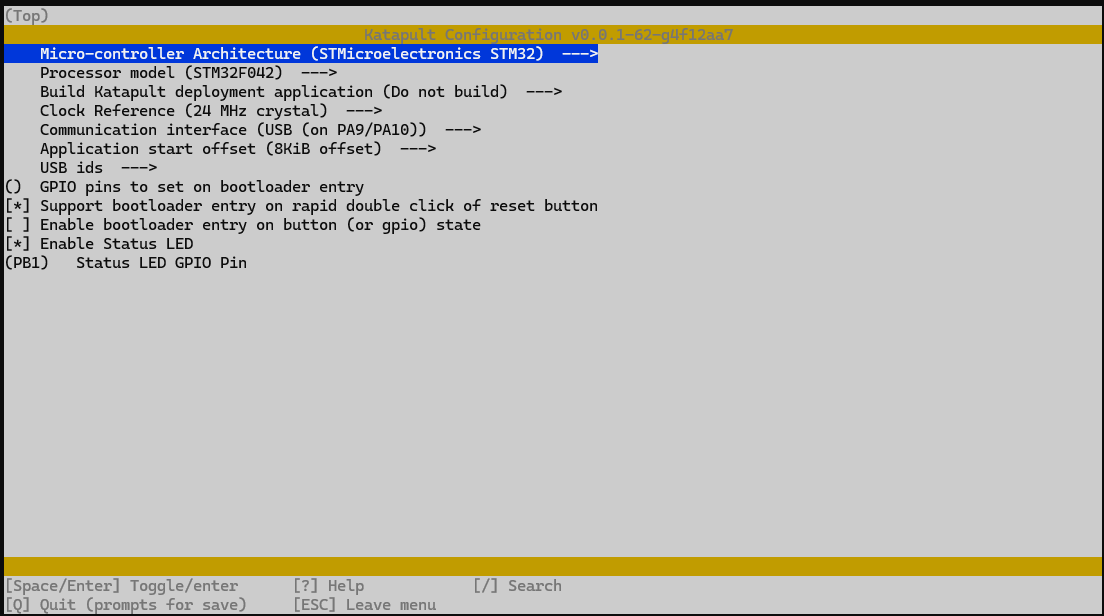 (Top)
Katapult Configuration v0.0.1-62-g4f12aa7
Micro-controller Architecture (STMicroelectronics STM32)  --->
Processor model (STM32F042)  --->
Build Katapult deployment application (Do not build)  --->
Clock Reference (24 MHz crystal)  --->
Communication interface (USB (on PA9/PA10))  --->
Application start offset (8KiB offset)  --->
USB ids  --->
()  GPIO pins to set on bootloader entry
[*] Support bootloader entry on rapid double click of reset button
[ ] Enable bootloader entry on button (or gpio) state
[*] Enable Status LED
(PB1)   Status LED GPIO Pin
[Space/Enter] Toggle/enter      [?] Help            [/] Search
[Q] Quit (prompts for save)     [ESC] Leave menu